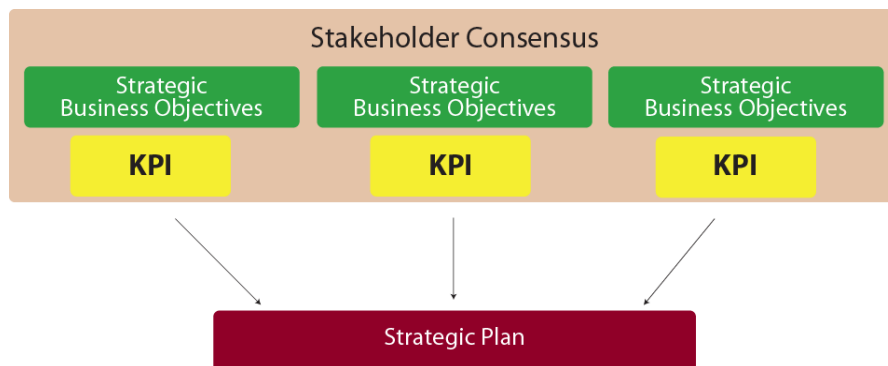 Stakeholder Consensus
Strategic
Business Objectives
Strategic
Business Objectives
Strategic
Business Objectives
KPI
KPI
KPI
Strategic Plan